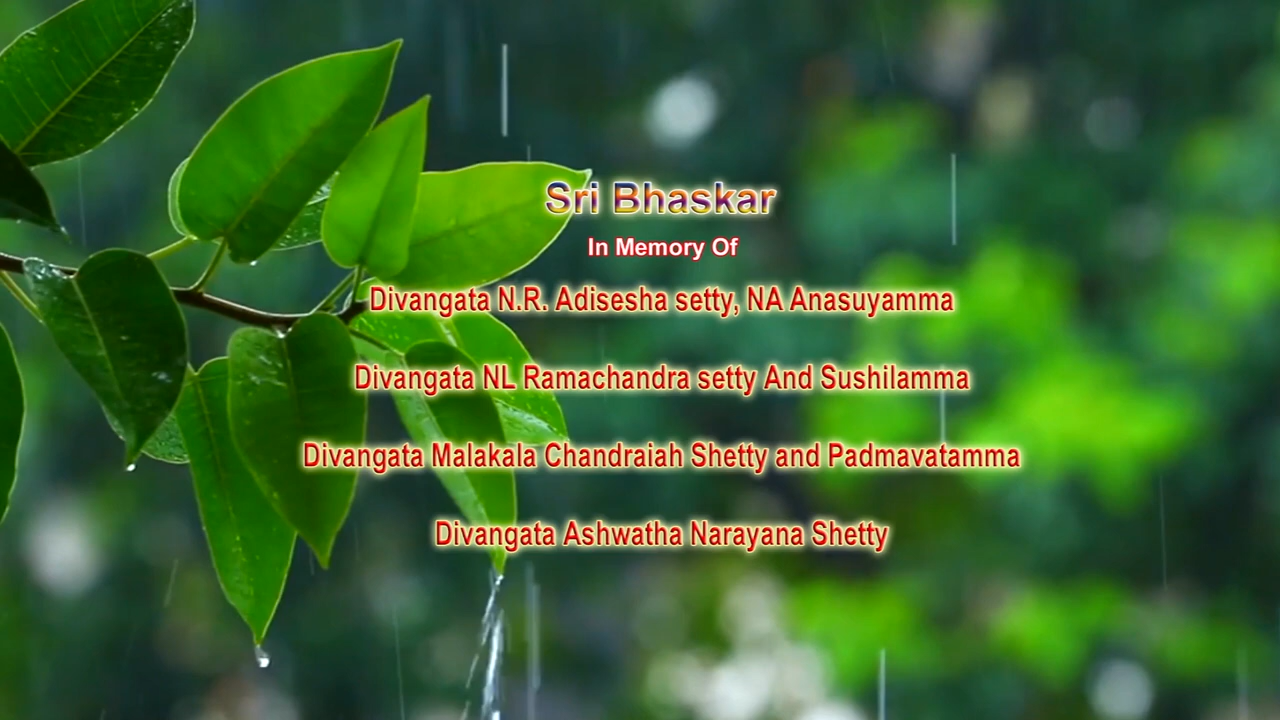 Sri Bhaskar
In Memory Of
Divangata N.R. Adisesha setty, NA Anasuyamma
Divangata NL Ramachandra setty And Sushilamma
Divangata Malakala Chandraiah Shetty and Padmavatamma
Divangata Ashwatha Narayana Shetty